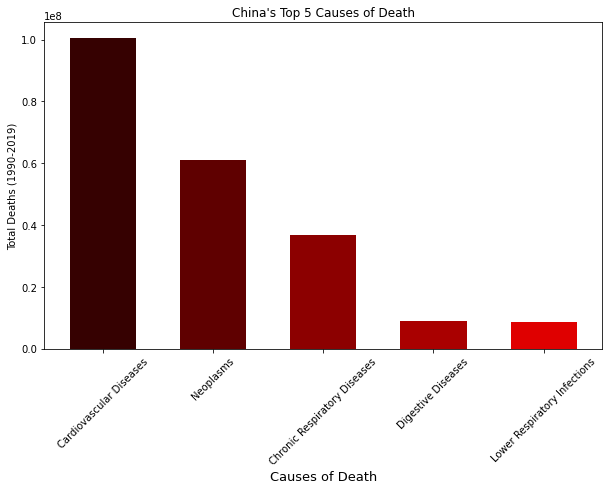 China's Top 5 Causes of Death
1e8
Total Deaths (1990-2019)
1.0
0.8
0.6
0.4
0.2
0.0
Cardiovascular Diseases
Neoplasms
Chronic Respiratory Diseases
Digestive Diseases
Lower Respiratory Infections
Causes of Death